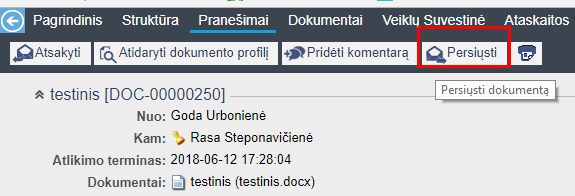 Pagrindinis Struktūra Pranešimai Dokumentai Veiklų Suvestinė Ataskaitos
Atsakyti Atidaryti dokumento profilį Pridėti komentarą Persiųsti
Persiųsti dokumentą
testinis [DOC-00000250]
Nuo: Goda Urbonienė
Kam: Rasa Steponavičienė
Atlikimo terminas: 2018-06-12 17:28:04
Dokumentai: testinis (testinis.docx)